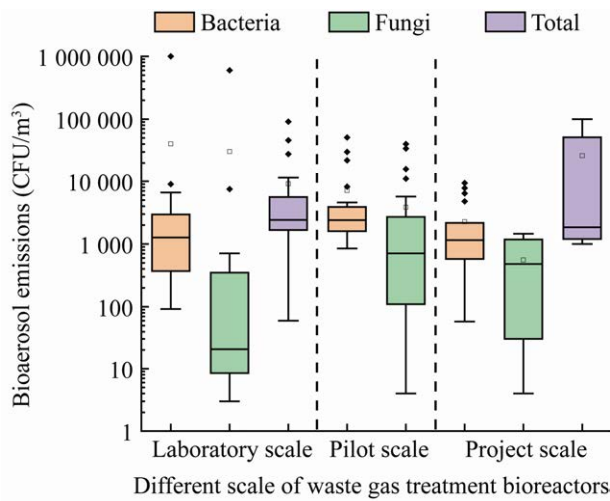 Bacteria Fungi Total
1 000 000
100 000
10 000
1 000
100
10
1
Bioaerosol emissions (CFU/m³)
Laboratory scale Pilot scale Project scale
Different scale of waste gas treatment bioreactors